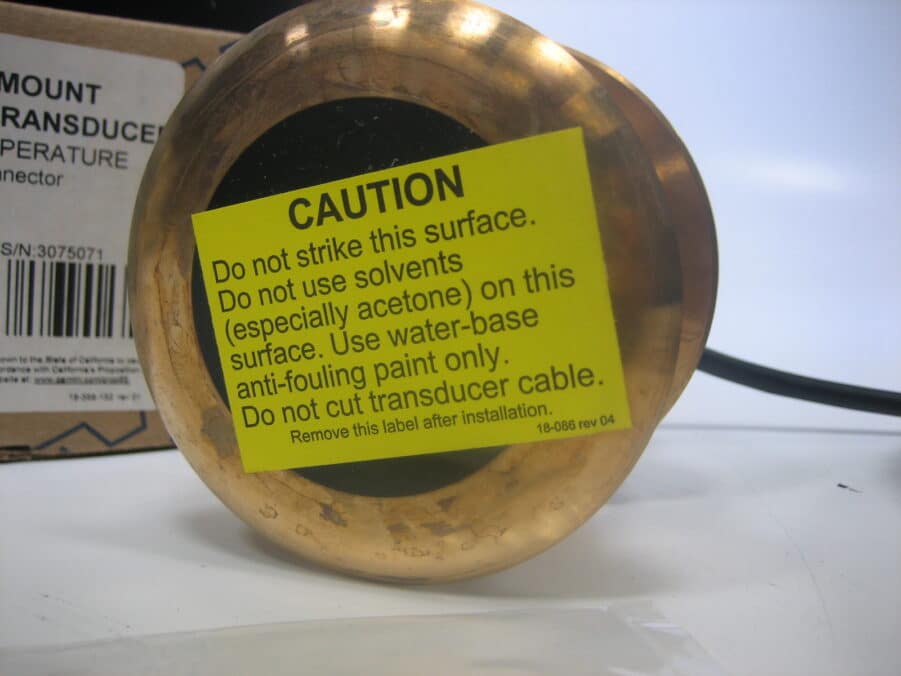 MOUNT
RANSDUCE
PERATURE
nnector
S/N:3075071
CAUTION
Do not strike this surface.
Do not use solvents
(especially acetone) on this
surface. Use water-base
anti-fouling paint only.
Do not cut transducer cable.
Remove this label after installation.
18-086 rev 04